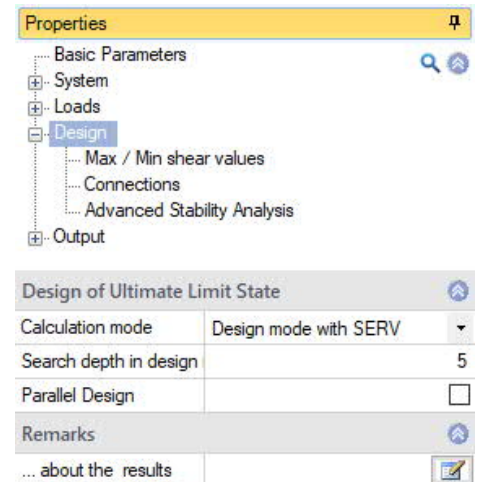 Properties
Basic Parameters
System
Loads
Design
Max / Min shear values
Connections
Advanced Stability Analysis
Output
Design of Ultimate Limit State
Calculation mode Design mode with SERV
Search depth in design 5
Parallel Design
Remarks
... about the results